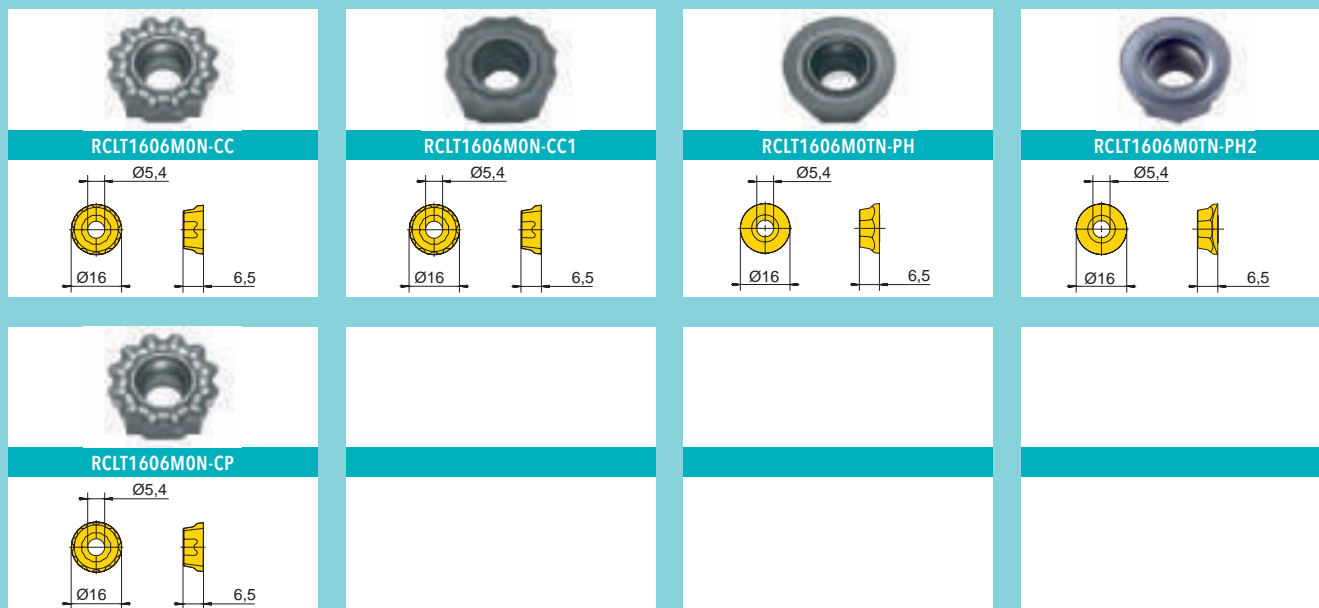 RCLT1606M0N-CC
RCLT1606M0N-CC1
RCLT1606M0TN-PH
RCLT1606M0TN-PH2
Ø5,4
Ø5,4
Ø5,4
Ø5,4
Ø16
6,5
Ø16
6,5
Ø16
6,5
Ø16
6,5
RCLT1606M0N-CP
Ø5,4
Ø16
6,5